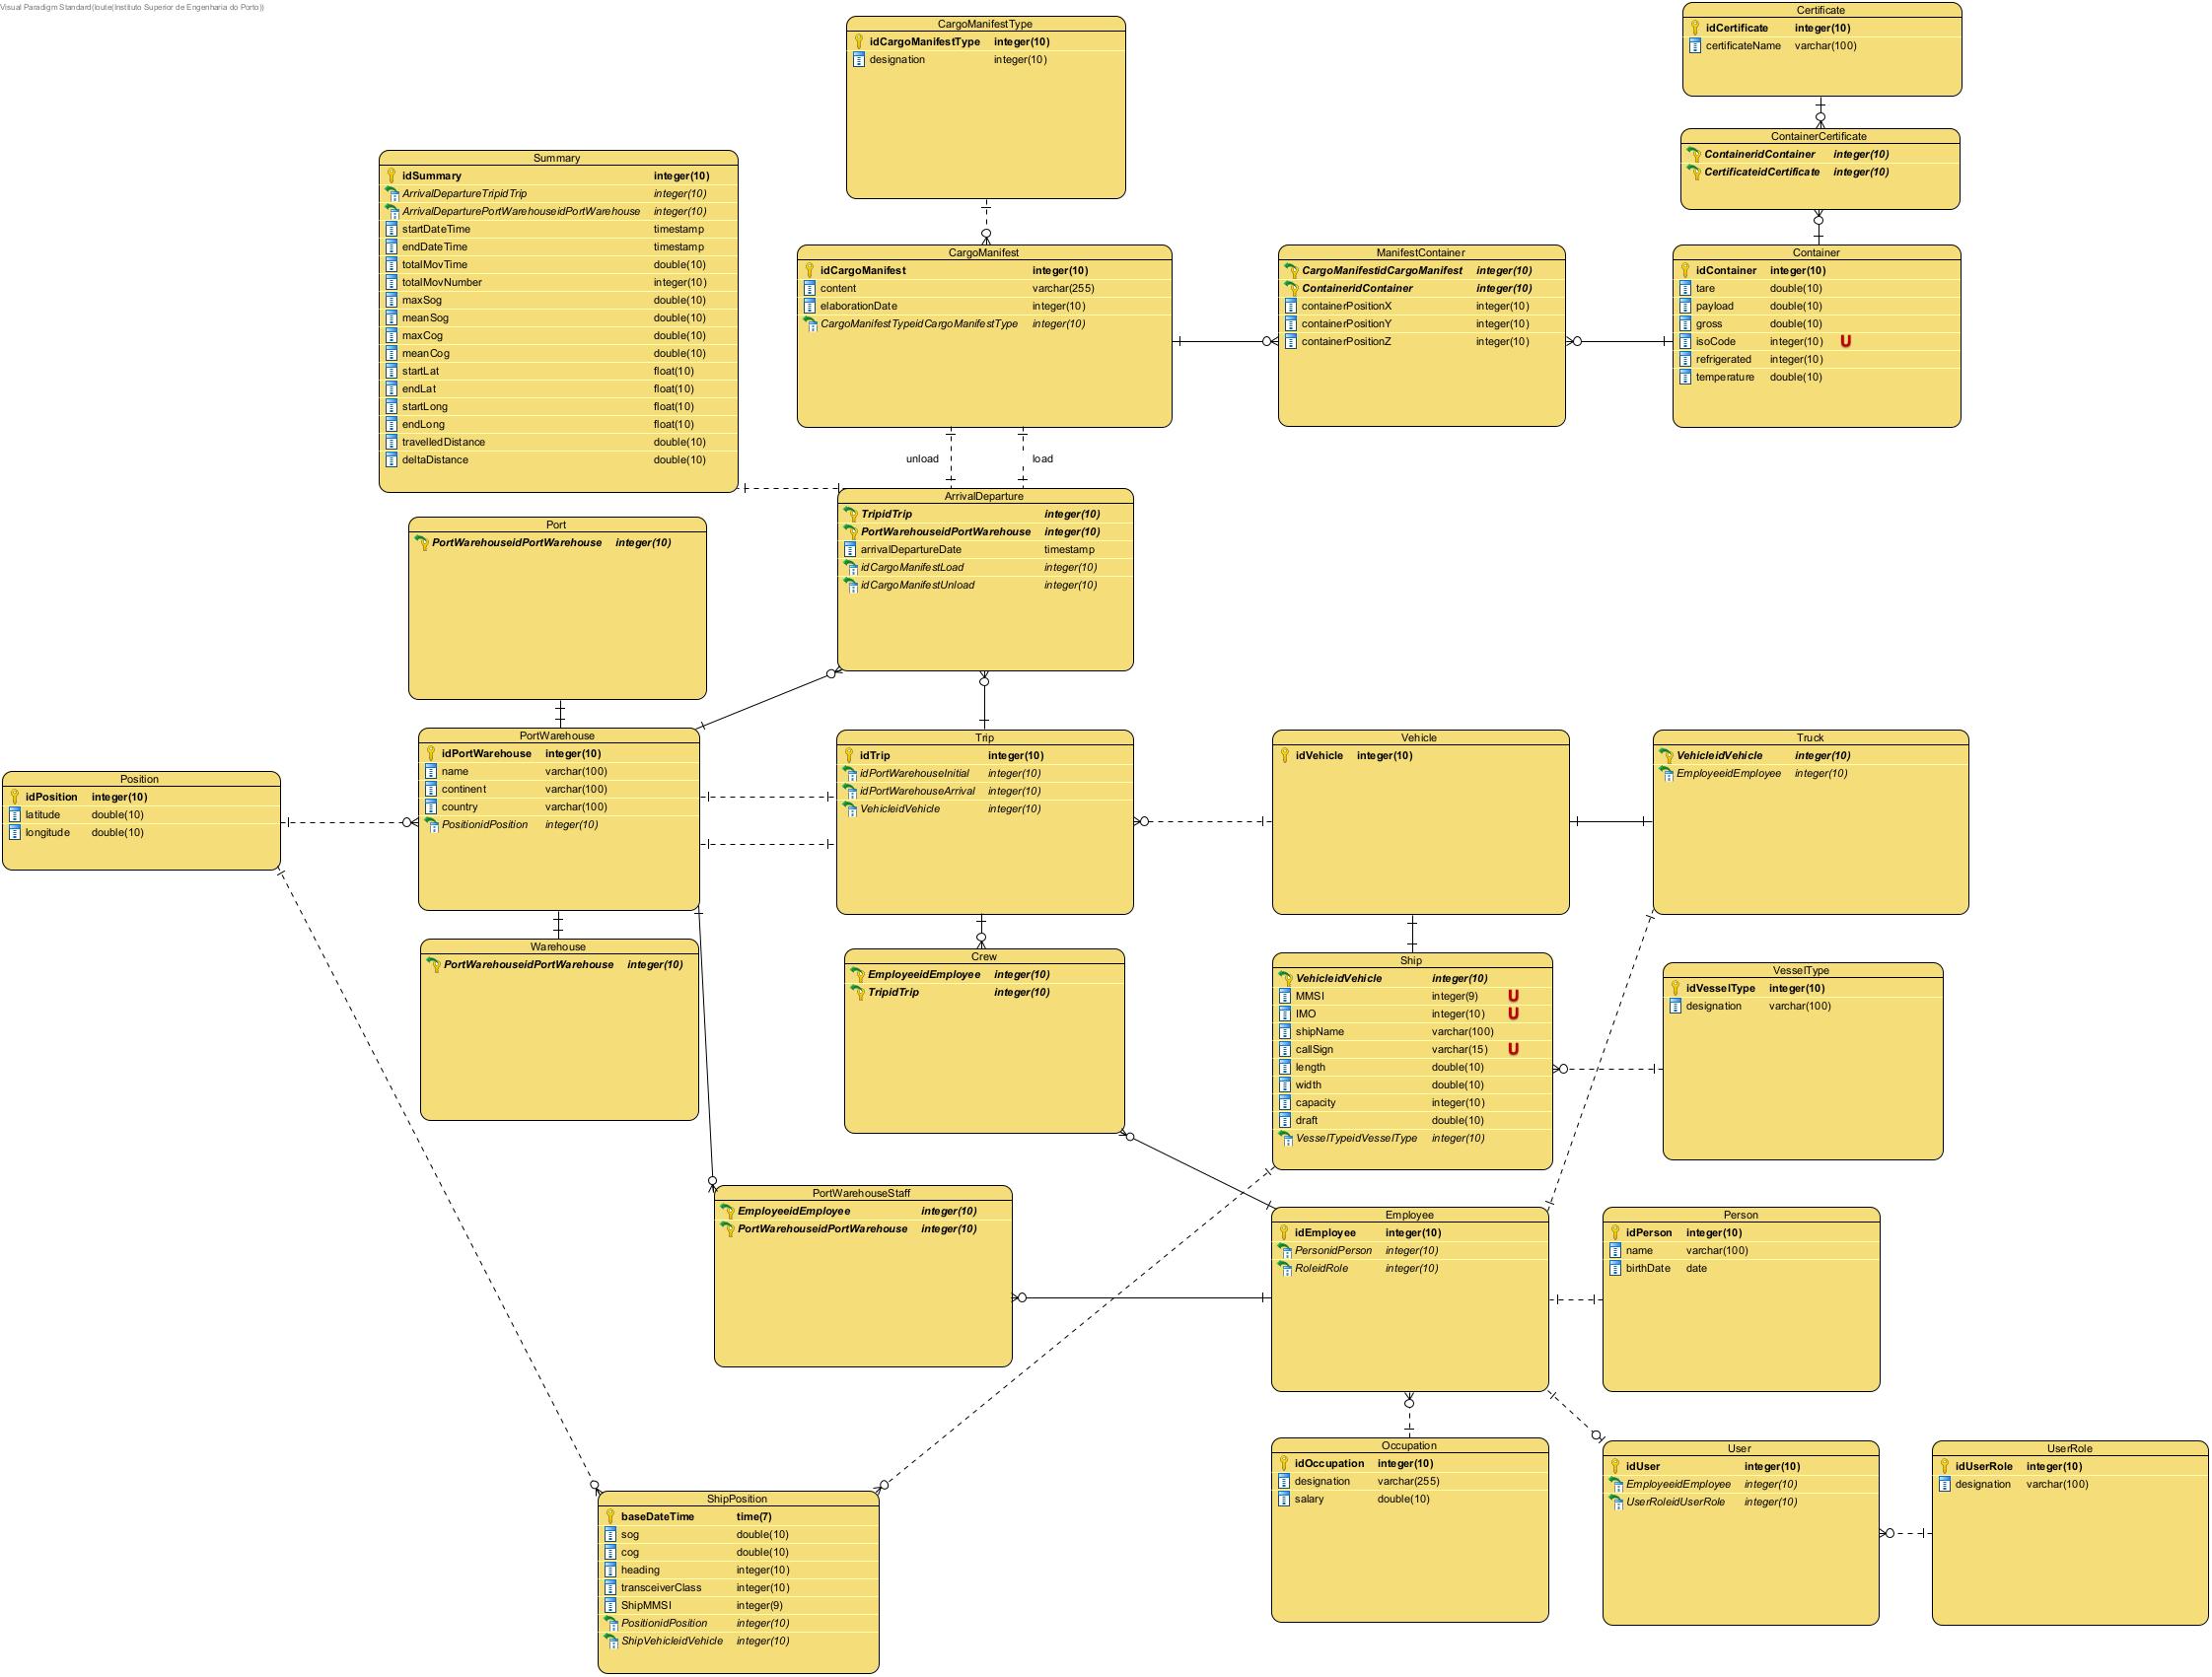 Visual Paradigm Standard(loute(Instituto Superior de Engenharia do Porto))
CargoManifestType
idCargoManifestType integer(10)
designation integer(10)
Certificate
idCertificate integer(10)
certificateName varchar(100)
ContainerCertificate
ContaineridContainer integer(10)
CertificateidCertificate integer(10)
Summary
idSummary integer(10)
ArrivalDepartureTripidTrip integer(10)
ArrivalDeparturePortWarehouseidPortWarehouse integer(10)
startDateTime timestamp
endDateTime timestamp
totalMovTime double(10)
totalMovNumber integer(10)
maxSog double(10)
meanSog double(10)
maxCog double(10)
meanCog double(10)
startLat float(10)
endLat float(10)
startLong float(10)
endLong float(10)
travelledDistance double(10)
deltaDistance double(10)
CargoManifest
idCargoManifest integer(10)
content varchar(255)
elaborationDate integer(10)
CargoManifestTypeidCargoManifestType integer(10)
ManifestContainer
CargoManifestidCargoManifest integer(10)
ContaineridContainer integer(10)
containerPositionX integer(10)
containerPositionY integer(10)
containerPositionZ integer(10)
Container
idContainer integer(10)
tare double(10)
payload double(10)
gross double(10)
isoCode integer(10) U
refrigerated integer(10)
temperature double(10)
unload load
ArrivalDeparture
TripidTrip integer(10)
PortWarehouseidPortWarehouse integer(10)
arrivalDepartureDate timestamp
idCargoManifestLoad integer(10)
idCargoManifestUnload integer(10)
Port
PortWarehouseidPortWarehouse integer(10)
Position
idPosition integer(10)
latitude double(10)
longitude double(10)
PortWarehouse
idPortWarehouse integer(10)
name varchar(100)
continent varchar(100)
country varchar(100)
PositionidPosition integer(10)
Trip
idTrip integer(10)
idPortWarehouseInitial integer(10)
idPortWarehouseArrival integer(10)
VehicleidVehicle integer(10)
Vehicle
idVehicle integer(10)
Truck
VehicleidVehicle integer(10)
EmployeeidEmployee integer(10)
Warehouse
PortWarehouseidPortWarehouse integer(10)
Crew
EmployeeidEmployee integer(10)
TripidTrip integer(10)
Ship
VehicleidVehicle integer(10)
MMSI integer(9) U
IMO integer(10) U
shipName varchar(100)
callSign varchar(15) U
length double(10)
width double(10)
capacity integer(10)
draft double(10)
VesselTypeidVesselType integer(10)
VesselType
idVesselType integer(10)
designation varchar(100)
PortWarehouseStaff
EmployeeidEmployee integer(10)
PortWarehouseidPortWarehouse integer(10)
Employee
idEmployee integer(10)
PersonidPerson integer(10)
RoleidRole integer(10)
Person
idPerson integer(10)
name varchar(100)
birthDate date
Occupation
idOccupation integer(10)
designation varchar(255)
salary double(10)
User
idUser integer(10)
EmployeeidEmployee integer(10)
UserRoleidUserRole integer(10)
UserRole
idUserRole integer(10)
designation varchar(100)
ShipPosition
baseDateTime time(7)
sog double(10)
cog double(10)
heading integer(10)
transceiverClass integer(10)
ShipMMSI integer(9)
PositionidPosition integer(10)
ShipVehicleidVehicle integer(10)